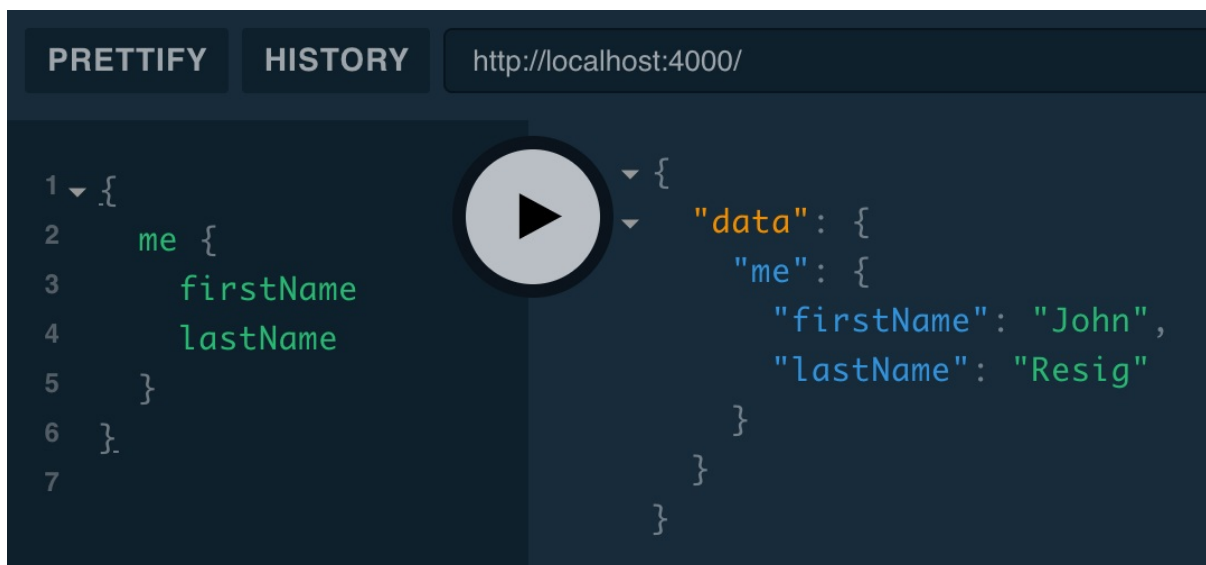 PRETTIFY HISTORY http://localhost:4000/
1 {
2 me {
3 firstName
4 lastName
5 }
6 }
7
{
"data": {
"me": {
"firstName": "John",
"lastName": "Resig"
}
}
}